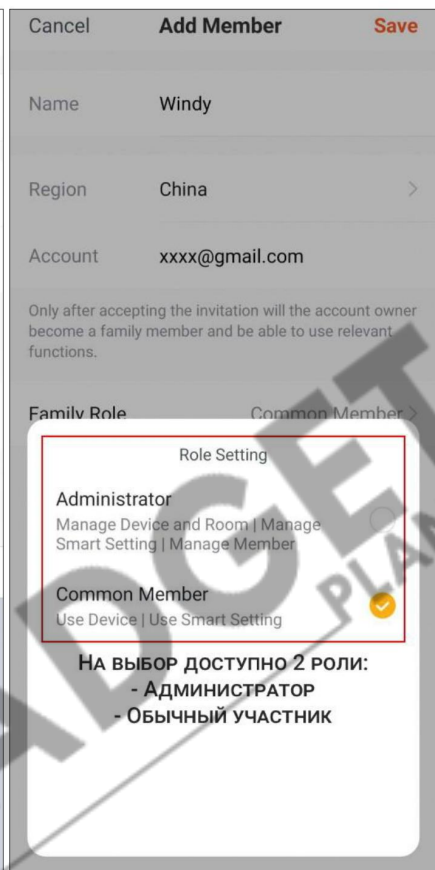 Cancel Add Member Save
Name Windy
Region China >
Account xxxx@gmail.com
Only after accepting the invitation will the account owner
become a family member and be able to use relevant
functions.
Family Role Common Member >
Role Setting
Administrator
Manage Device and Room | Manage
Smart Setting | Manage Member
Common Member
Use Device | Use Smart Setting
НА ВЫБОР ДОСТУПНО 2 РОЛИ:
- АДМИНИСТРАТОР
- ОБЫЧНЫЙ УЧАСТНИК
ADGET
PLAN